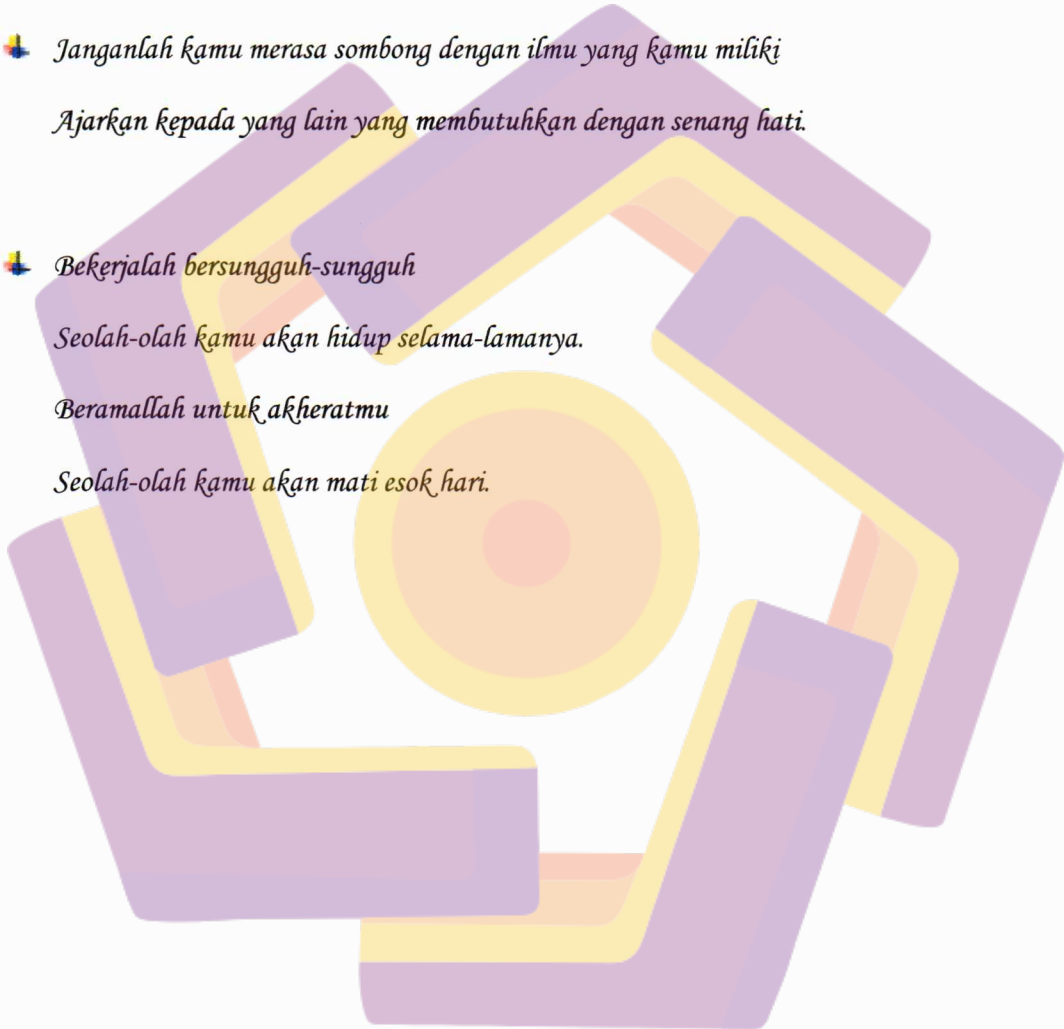 Janganlah kamu merasa sombong dengan ilmu yang kamu miliki
Ajarkan kepada yang lain yang membutuhkan dengan senang hati.
Bekerjalah bersungguh-sungguh
Seolah-olah kamu akan hidup selama-lamanya.
Beramallah untuk akheratmu
Seolah-olah kamu akan mati esok hari.